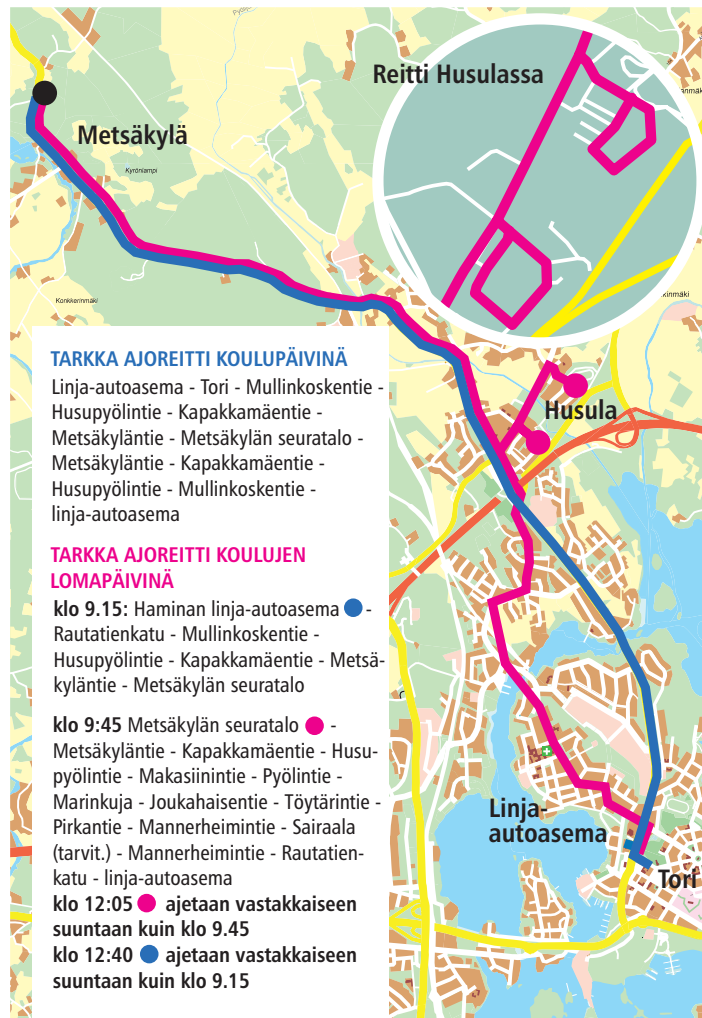 Reitti Husulassa
Metsäkylä
Kyrönlampi
Konkkerinmäki
Husula
TARKKA AJOREITTI KOULUPÄIVINÄ
Linja-autoasema - Tori - Mullinkoskentie -
Husupyölintie - Kapakkamäentie -
Metsäkyläntie - Metsäkylän seuratalo -
Metsäkyläntie - Kapakkamäentie -
Husupyölintie - Mullinkoskentie -
linja-autoasema
TARKKA AJOREITTI KOULUJEN
LOMAPÄIVINÄ
klo 9.15: Haminan linja-autoasema -
Rautatienkatu - Mullinkoskentie -
Husupyölintie - Kapakkamäentie - Metsä-
kyläntie - Metsäkylän seuratalo
klo 9:45 Metsäkylän seuratalo -
Metsäkyläntie - Kapakkamäentie - Husu-
pyölintie - Makasiinintie - Pyölintie -
Marinkuja - Joukahaisentie - Töytärintie -
Pirkantie - Mannerheimintie - Sairaala
(tarvit.) - Mannerheimintie - Rautatien-
katu - linja-autoasema
klo 12:05 ajetaan vastakkaiseen
suuntaan kuin klo 9.45
klo 12:40 ajetaan vastakkaiseen
suuntaan kuin klo 9.15
Linja-
autoasema
Tori